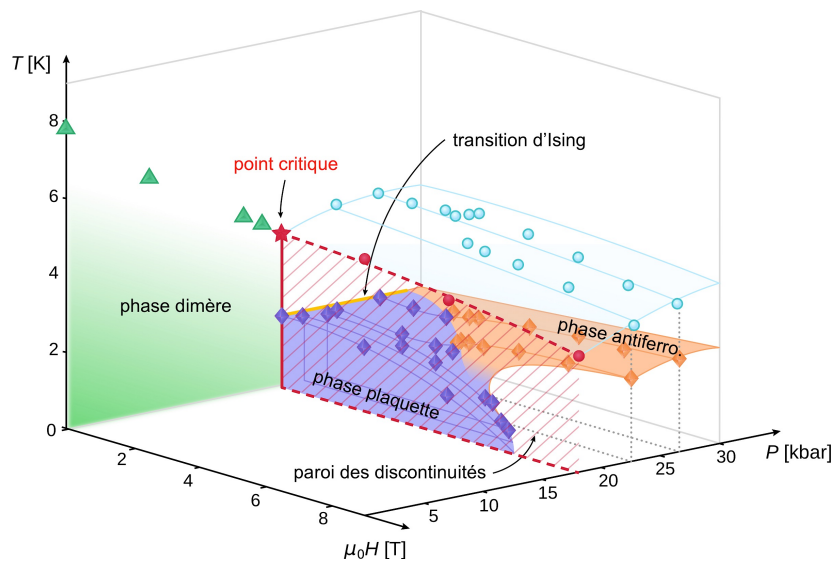 T [K]
8
6
4
2
0
2
4
6
8
μ₀H [T]
5
10
15
20
25
30
P [kbar]
transition d’Ising
point critique
phase dimère
phase antiferro.
phase plaquette
paroi des discontinuités